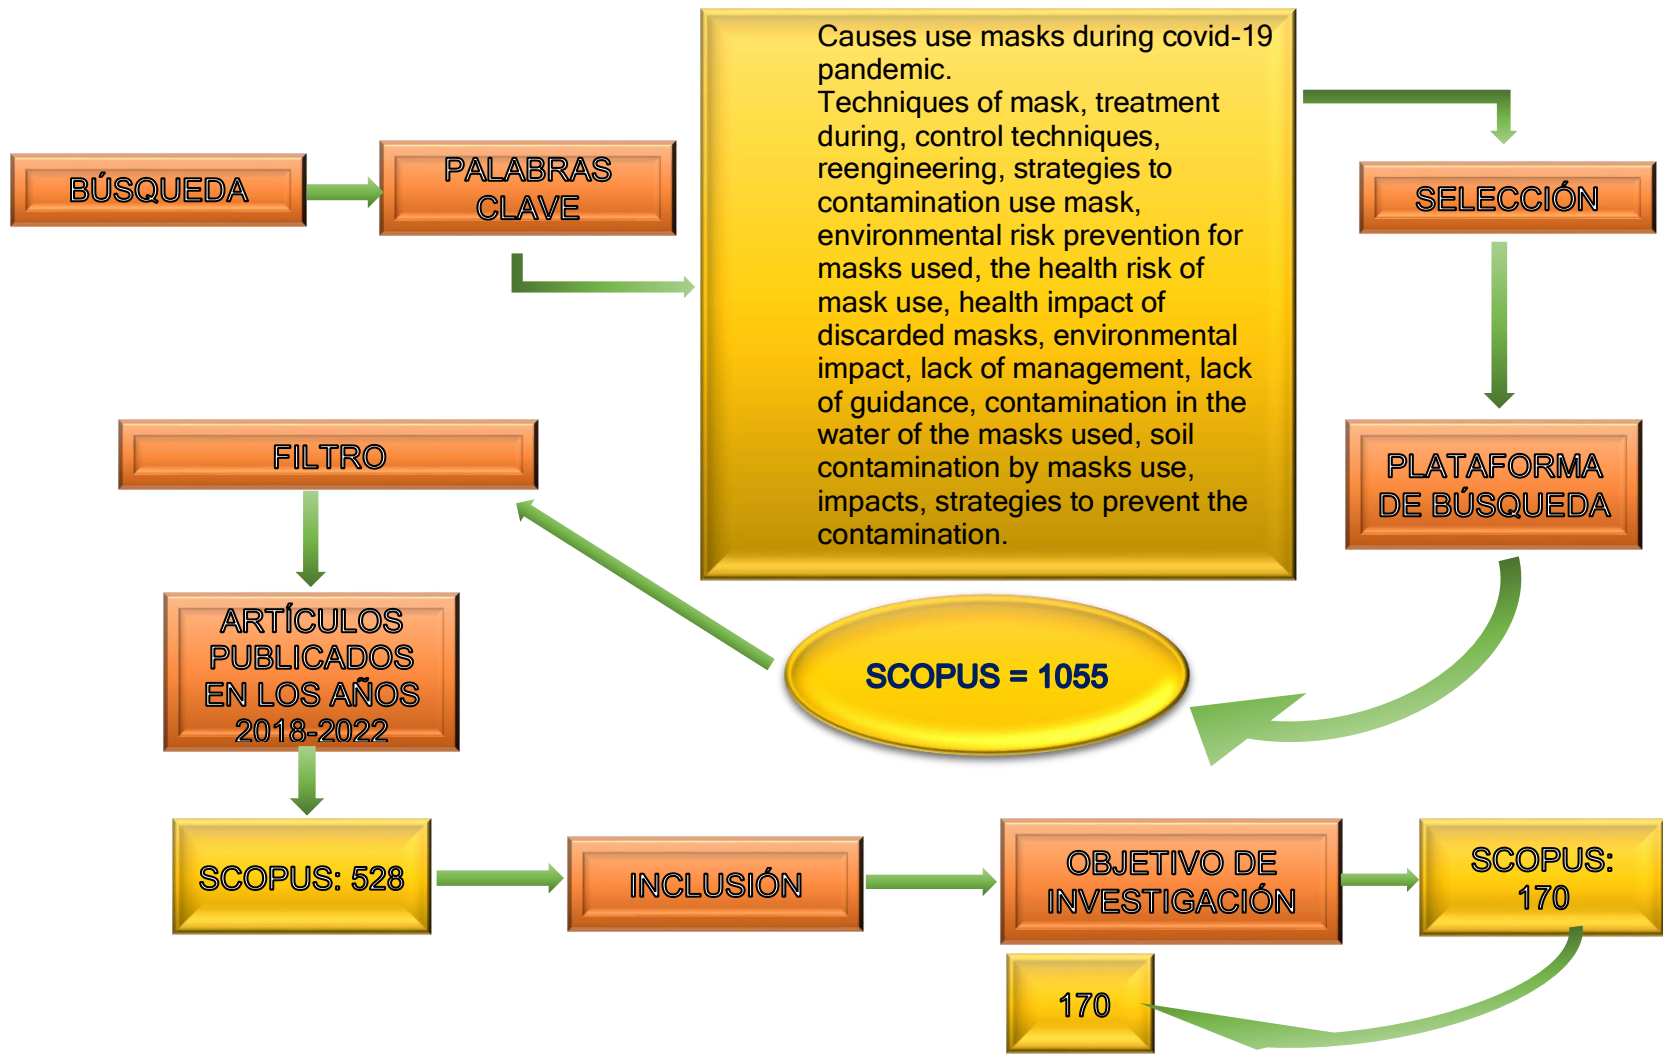 BÚSQUEDA
PALABRAS
CLAVE
Causes use masks during covid-19
pandemic.
Techniques of mask, treatment
during, control techniques,
reengineering, strategies to
contamination use mask,
environmental risk prevention for
masks used, the health risk of
mask use, health impact of
discarded masks, environmental
impact, lack of management, lack
of guidance, contamination in the
water of the masks used, soil
contamination by masks use,
impacts, strategies to prevent the
contamination.
SELECCIÓN
PLATAFORMA
DE BÚSQUEDA
SCOPUS = 1055
FILTRO
ARTÍCULOS
PUBLICADOS
EN LOS AÑOS
2018-2022
SCOPUS: 528
INCLUSIÓN
OBJETIVO DE
INVESTIGACIÓN
SCOPUS:
170
170